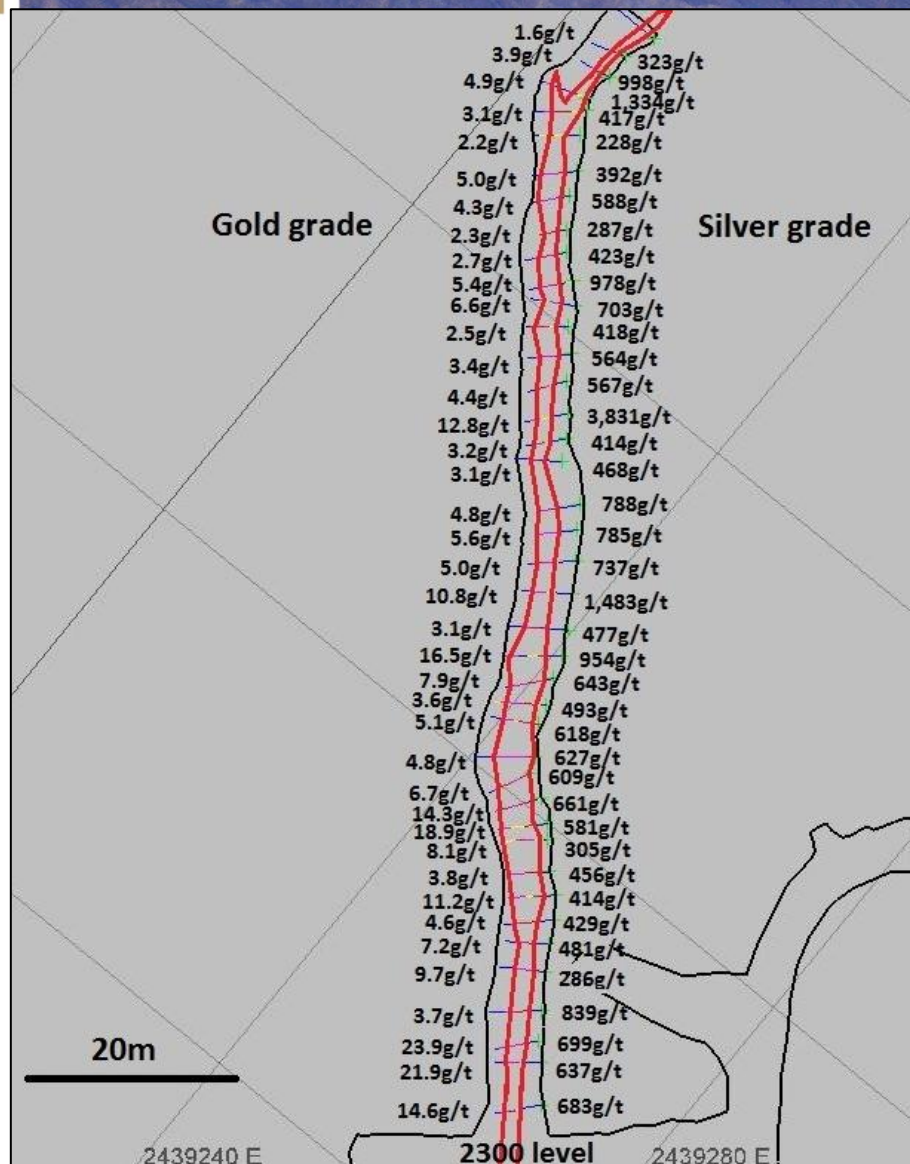 1.6g/t
3.9g/t
323g/t
4.9g/t
998g/t
1,334g/t
3.1g/t
417g/t
2.2g/t
228g/t
5.0g/t
392g/t
4.3g/t
588g/t
Gold grade
Silver grade
2.3g/t
287g/t
2.7g/t
423g/t
5.4g/t
978g/t
6.6g/t
703g/t
2.5g/t
418g/t
3.4g/t
564g/t
4.4g/t
567g/t
12.8g/t
3,831g/t
3.2g/t
414g/t
3.1g/t
468g/t
4.8g/t
788g/t
5.6g/t
785g/t
5.0g/t
737g/t
10.8g/t
1,483g/t
3.1g/t
477g/t
16.5g/t
954g/t
7.9g/t
643g/t
3.6g/t
493g/t
5.1g/t
618g/t
4.8g/t
627g/t
609g/t
6.7g/t
661g/t
14.3g/t
18.9g/t
581g/t
8.1g/t
305g/t
3.8g/t
456g/t
11.2g/t
414g/t
4.6g/t
429g/t
7.2g/t
481g/t
9.7g/t
286g/t
3.7g/t
839g/t
20m
23.9g/t
699g/t
21.9g/t
637g/t
14.6g/t
683g/t
2439240 E
2300 level
2439280 E